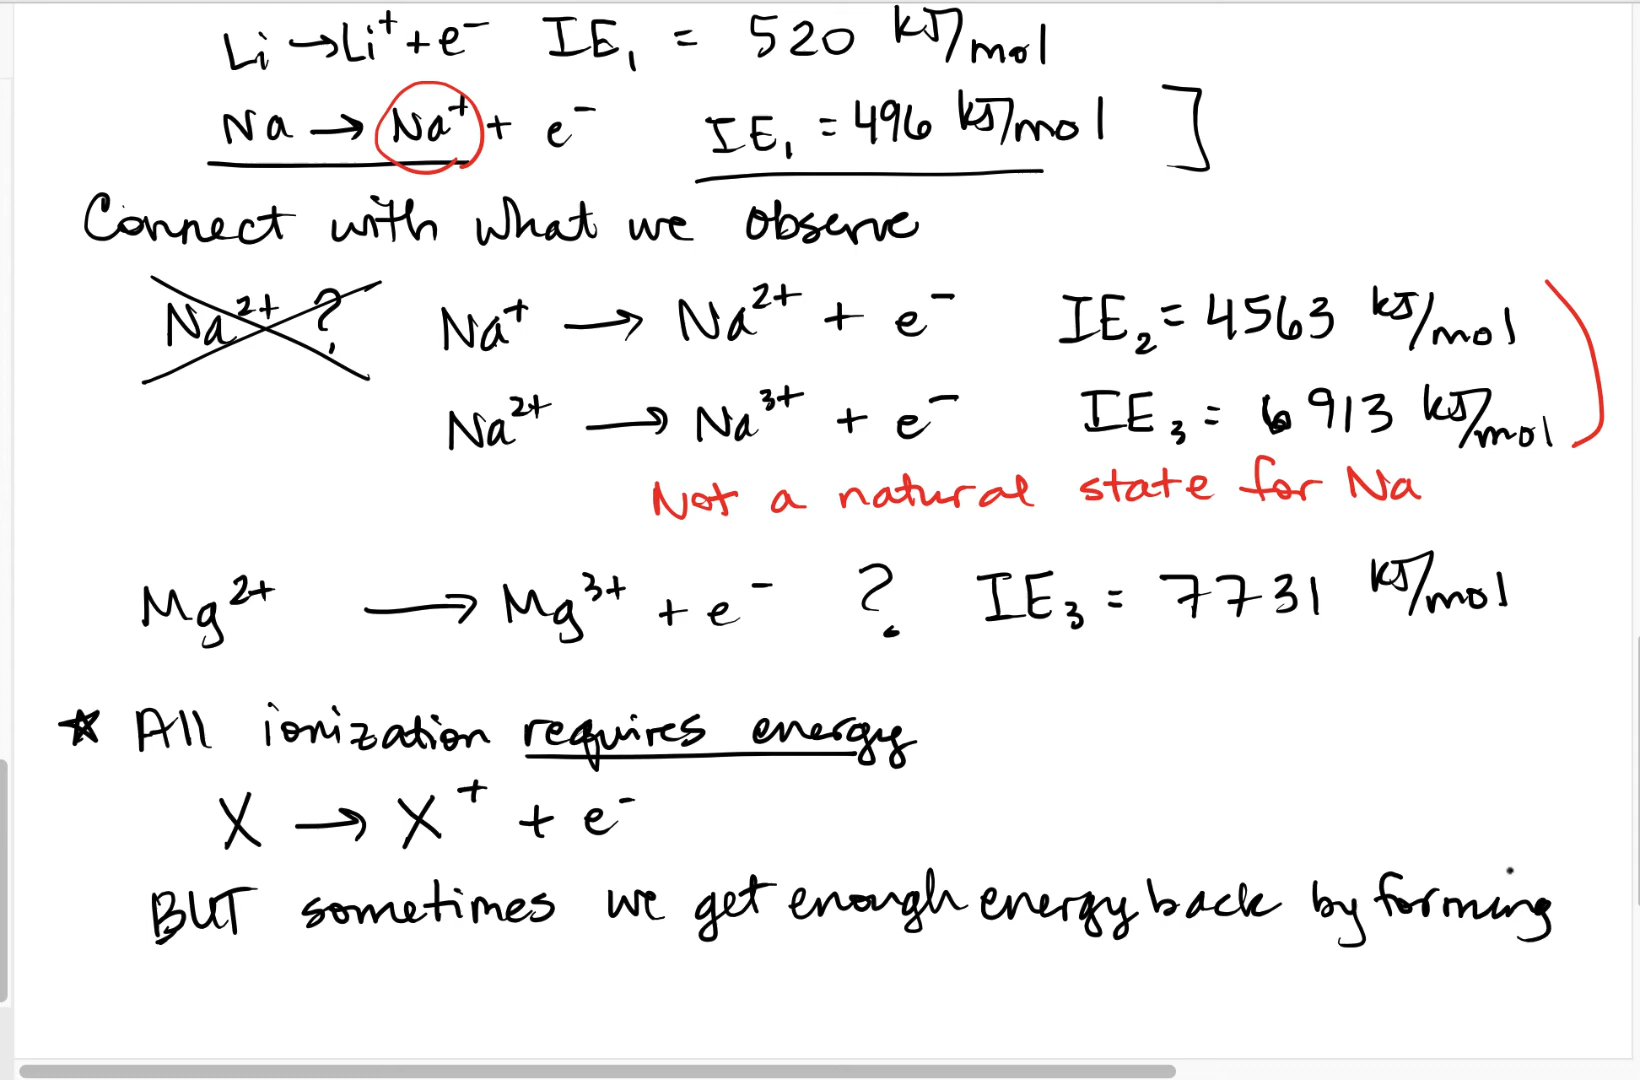 Li → Li⁺ + e⁻ IE₁ = 520 kJ/mol
Na → Na⁺ + e⁻ IE₁ = 496 kJ/mol ]
Connect with what we observe
Na²⁺? Na⁺ → Na²⁺ + e⁻ IE₂ = 4563 kJ/mol
Na²⁺ → Na³⁺ + e⁻ IE₃ = 6913 kJ/mol
Not a natural state for Na
Mg²⁺ → Mg³⁺ + e⁻ ? IE₃ = 7731 kJ/mol
★ All ionization requires energy
X → X⁺ + e⁻
BUT sometimes we get enough energy back by forming